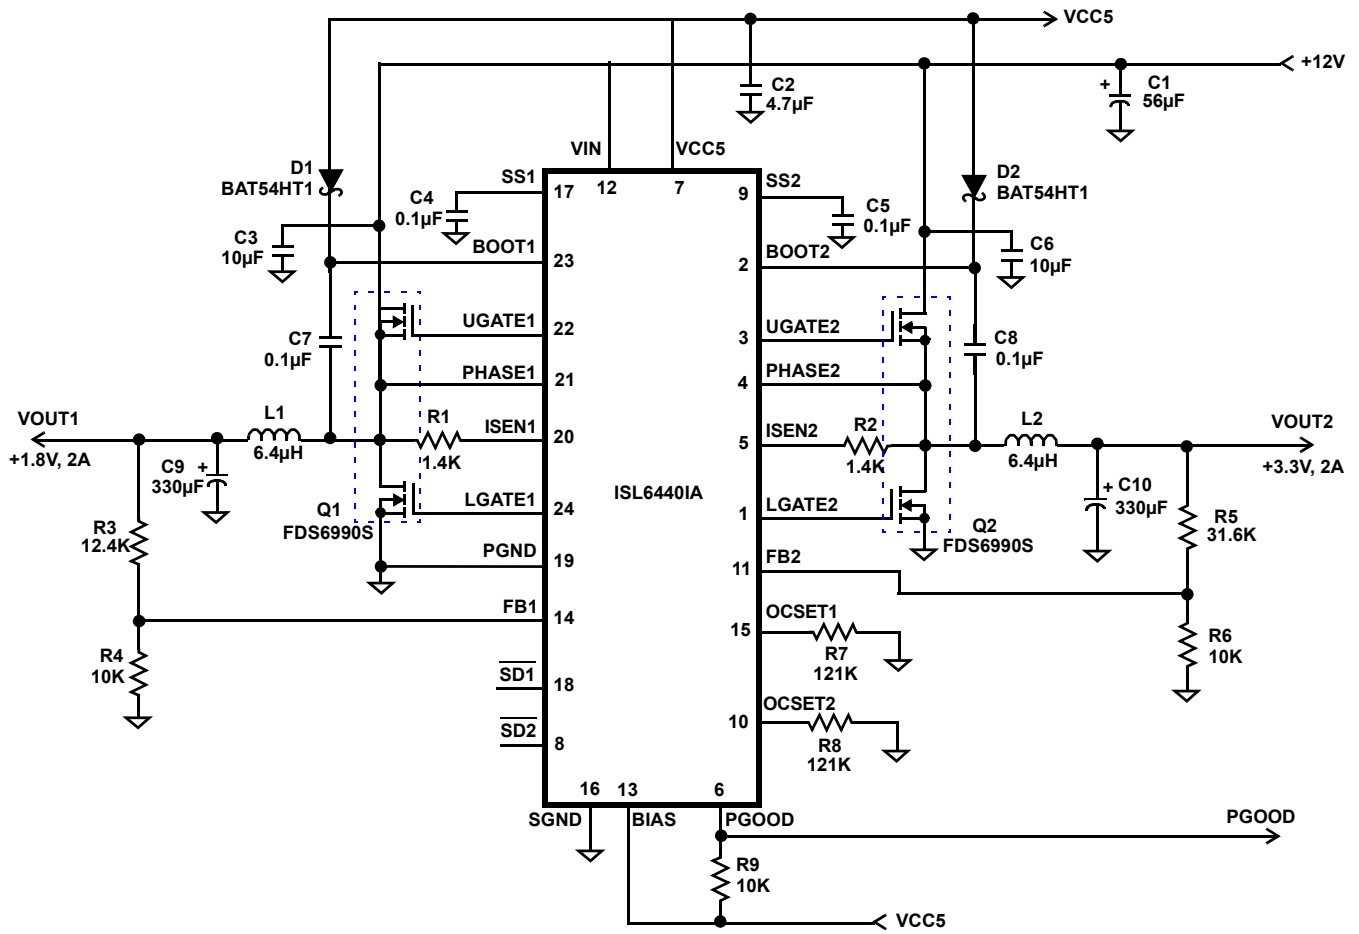 VCC5
+12V
C2
4.7µF
+
C1
56µF
VIN
VCC5
D1
BAT54HT1
SS1
17
12
7
9
SS2
D2
BAT54HT1
C4
0.1µF
C5
0.1µF
C3
10µF
BOOT1
23
2
BOOT2
C6
10µF
C7
0.1µF
UGATE1
22
3
UGATE2
C8
0.1µF
PHASE1
21
4
PHASE2
VOUT1
+1.8V, 2A
L1
6.4µH
R1
1.4K
ISEN1
20
5
ISEN2
R2
1.4K
L2
6.4µH
VOUT2
+3.3V, 2A
C9
+
330µF
Q1
FDS6990S
LGATE1
24
ISL6440IA
1
LGATE2
Q2
FDS6990S
+
C10
330µF
R3
12.4K
R5
31.6K
PGND
19
11
FB2
FB1
14
15
OCSET1
R7
121K
R4
10K
R6
10K
SD1
18
10
OCSET2
R8
121K
SD2
8
16
13
6
SGND
BIAS
PGOOD
PGOOD
R9
10K
VCC5